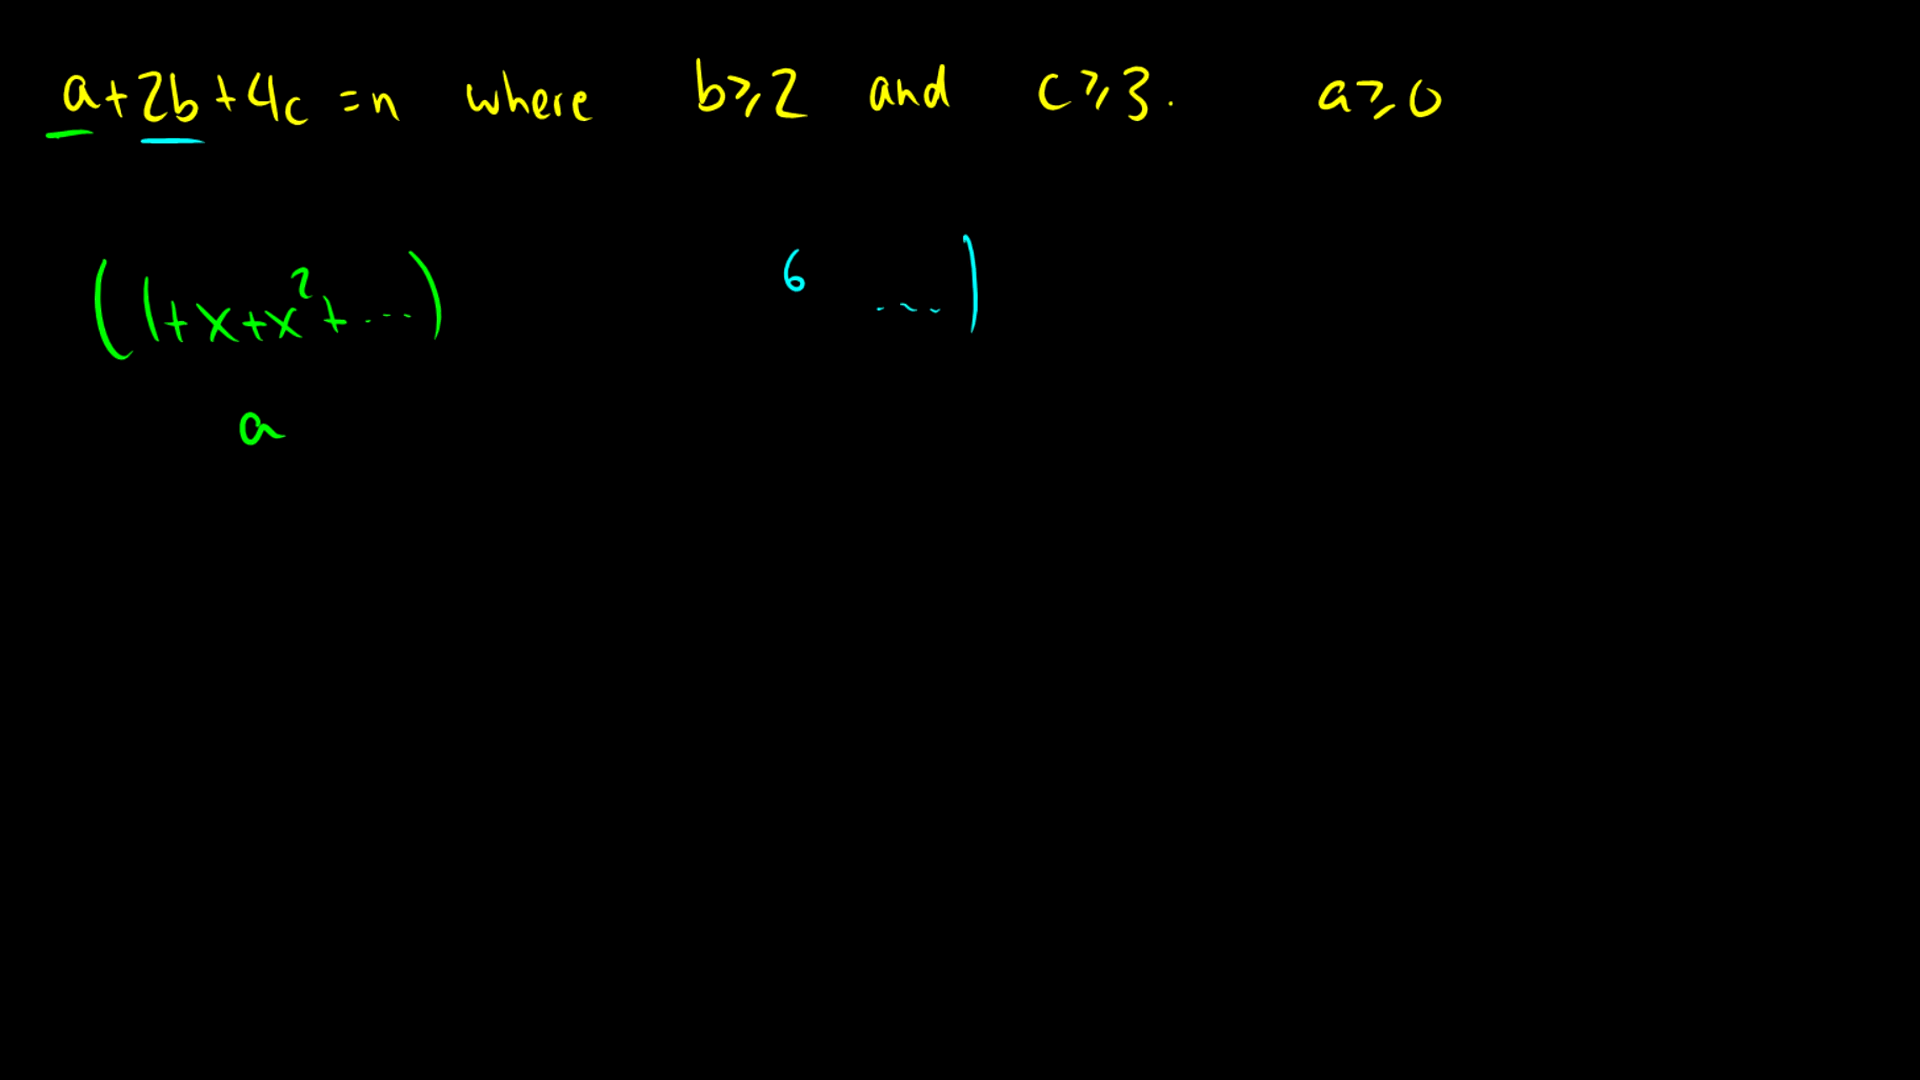 a+2b+4c =n where b≥2 and c≥3. a≥0
(1+x+x²+...) 6 ...)
a